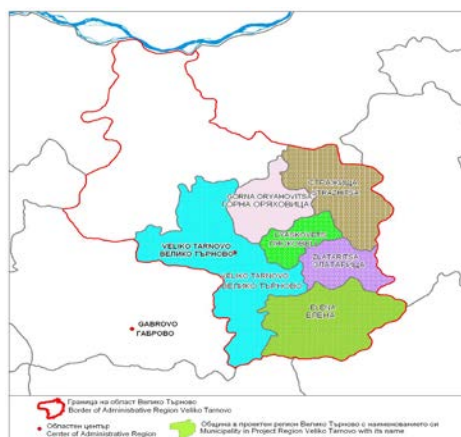 СТРАЖИЦА
STRAZHITSA
GORNA ORYAHOVITSA
ГОРНА ОРЯХОВИЦА
LYASKOVETS
VELIKO TARNOVO
ВЕЛИКО ТЪРНОВО
ZLATARITSA
ЗЛАТАРИЦА
VELIKO TARNOVO
ВЕЛИКО ТЪРНОВО
ELENA
ЕЛЕНА
GABROVO
ГАБРОВО
Граница на област Велико Търново
Border of Administrative Region Veliko Tarnovo
Областен център
Center of Administrative Region
Община в проектен регион Велико Търново с наименованието си
Municipality in Project Region Veliko Tarnovo with its name